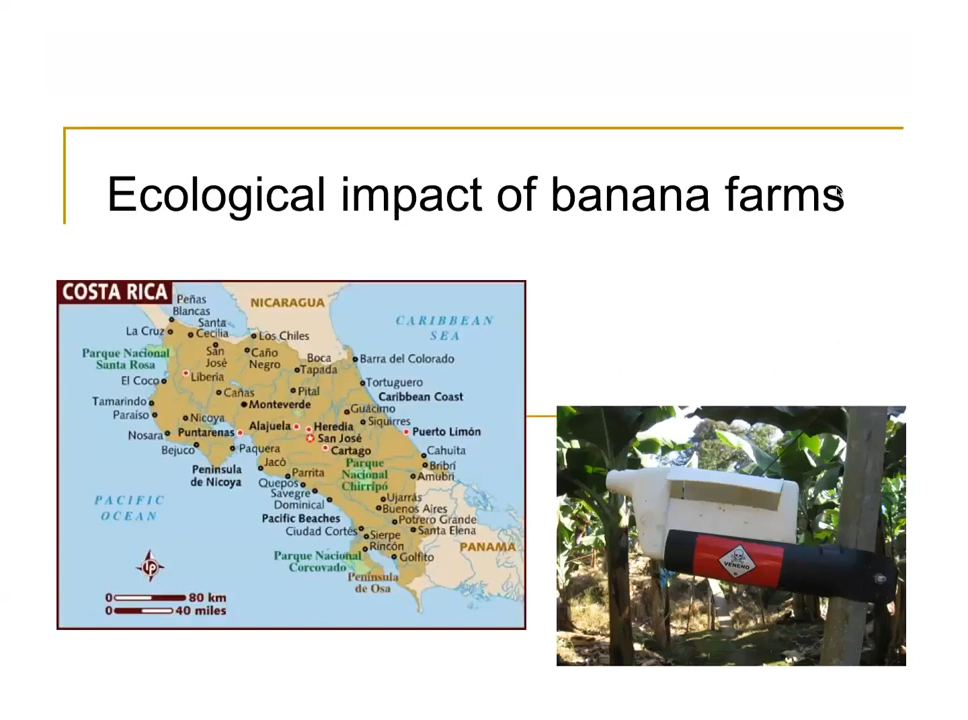 Ecological impact of banana farms
COSTA RICA
Peñas
Blancas
NICARAGUA
CARIBBEAN
SEA
La Cruz
Santa
Cecilia
Los Chiles
Parque Nacional
Santa Rosa
San
José
Caño
Negro
Boca
Tapada
Barra del Colorado
El Coco
Liberia
Tortuguero
Cañas
Pital
Caribbean
Coast
Tamarindo
Monteverde
Guácimo
Paraíso
Nicoya
Alajuela
Heredia
Siquirres
Nosara
Puntarenas
San José
Puerto Limón
Bejuco
Paquera
Cartago
Cahuita
Jacó
Parque
Nacional
Chirripó
Bribrí
Península
de Nicoya
Parrita
Amubri
Quepos
Savegre
Dominical
Ujarrás
Buenos Aires
PACIFIC
OCEAN
Pacific Beaches
Potrero Grande
Ciudad Cortés
Santa Elena
Sierpe
Rincón
PANAMA
Parque Nacional
Corcovado
Golfito
Península
de Osa
LP
0 80 km
0 40 miles
VENENO